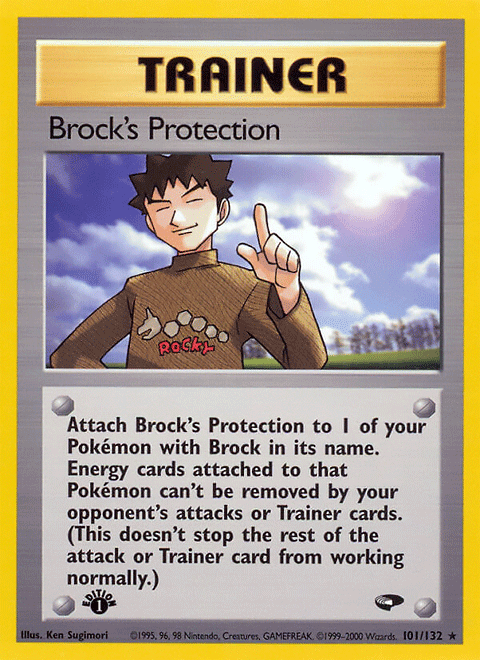 TRAINER
Brock's Protection
ROCKY
Attach Brock's Protection to 1 of your
Pokémon with Brock in its name.
Energy cards attached to that
Pokémon can't be removed by your
opponent's attacks or Trainer cards.
(This doesn't stop the rest of the
attack or Trainer card from working
normally.)
EDITION
1
Illus. Ken Sugimori ©1995, 96, 98 Nintendo, Creatures, GAMEFREAK. ©1999-2000 Wizards. 101/132 ★